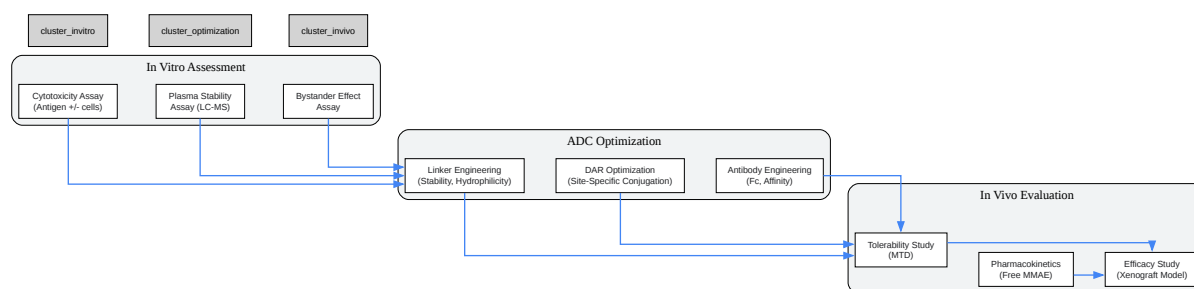 cluster_invitro
cluster_optimization
cluster_invivo
In Vitro Assessment
Cytotoxicity Assay
(Antigen +/- cells)
Plasma Stability
Assay (LC-MS)
Bystander Effect
Assay
ADC Optimization
Linker Engineering
(Stability, Hydrophilicity)
DAR Optimization
(Site-Specific Conjugation)
Antibody Engineering
(Fc, Affinity)
In Vivo Evaluation
Tolerability Study
(MTD)
Pharmacokinetics
(Free MMAE)
Efficacy Study
(Xenograft Model)